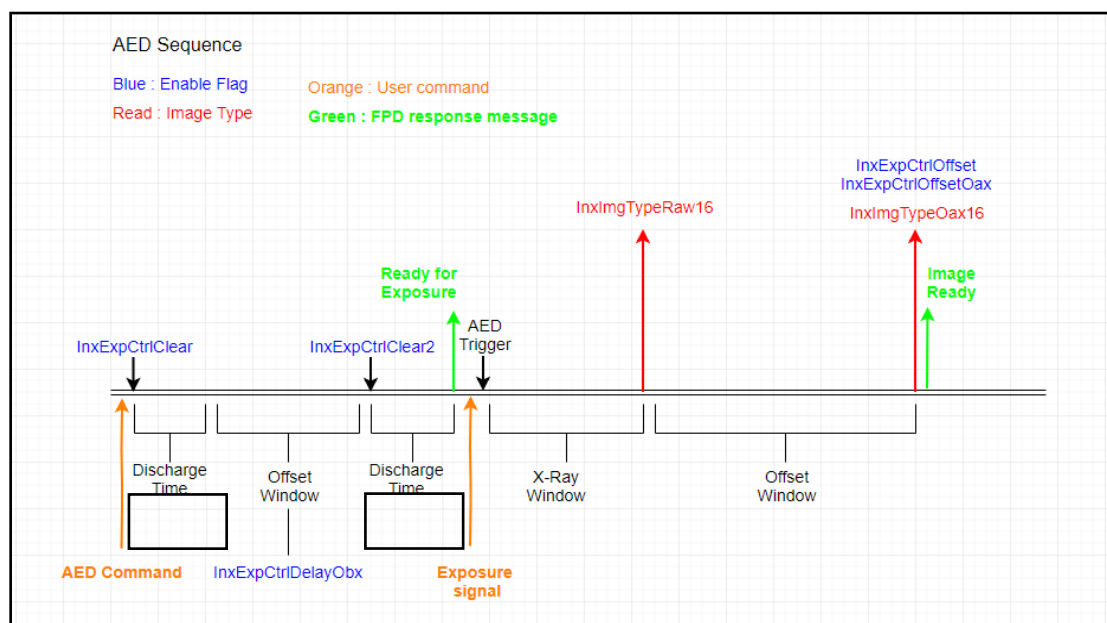 AED Sequence
Blue : Enable Flag
Orange : User command
Read : Image Type
Green : FPD response message
InxExpCtrlOffset
InxExpCtrlOffsetOax
InxImgTypeRaw16
InxImgTypeOax16
Ready for
Exposure
Image
Ready
AED
Trigger
InxExpCtrlClear
InxExpCtrlClear2
Discharge
Time
Offset
Window
Discharge
Time
X-Ray
Window
Offset
Window
AED Command
InxExpCtrlDelayObx
Exposure
signal